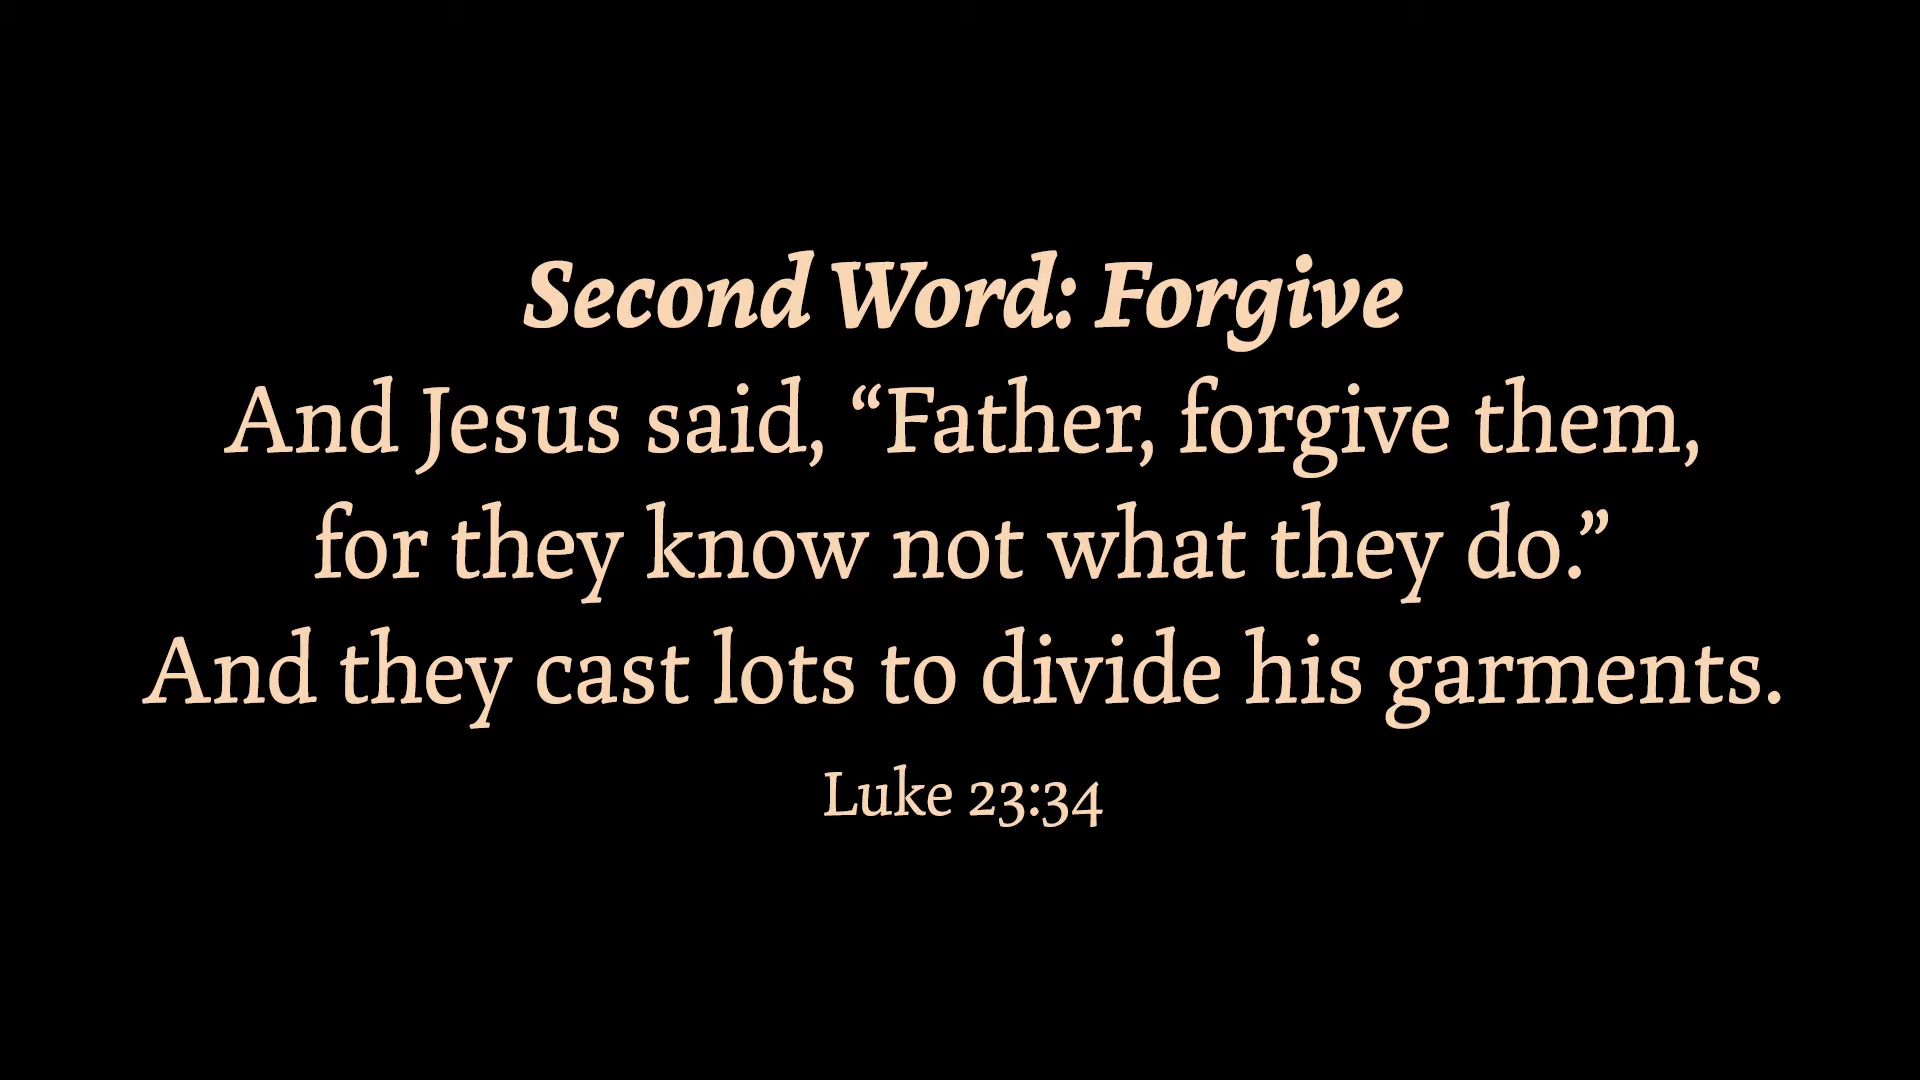 Second Word: Forgive
And Jesus said, “Father, forgive them,
for they know not what they do.”
And they cast lots to divide his garments.
Luke 23:34